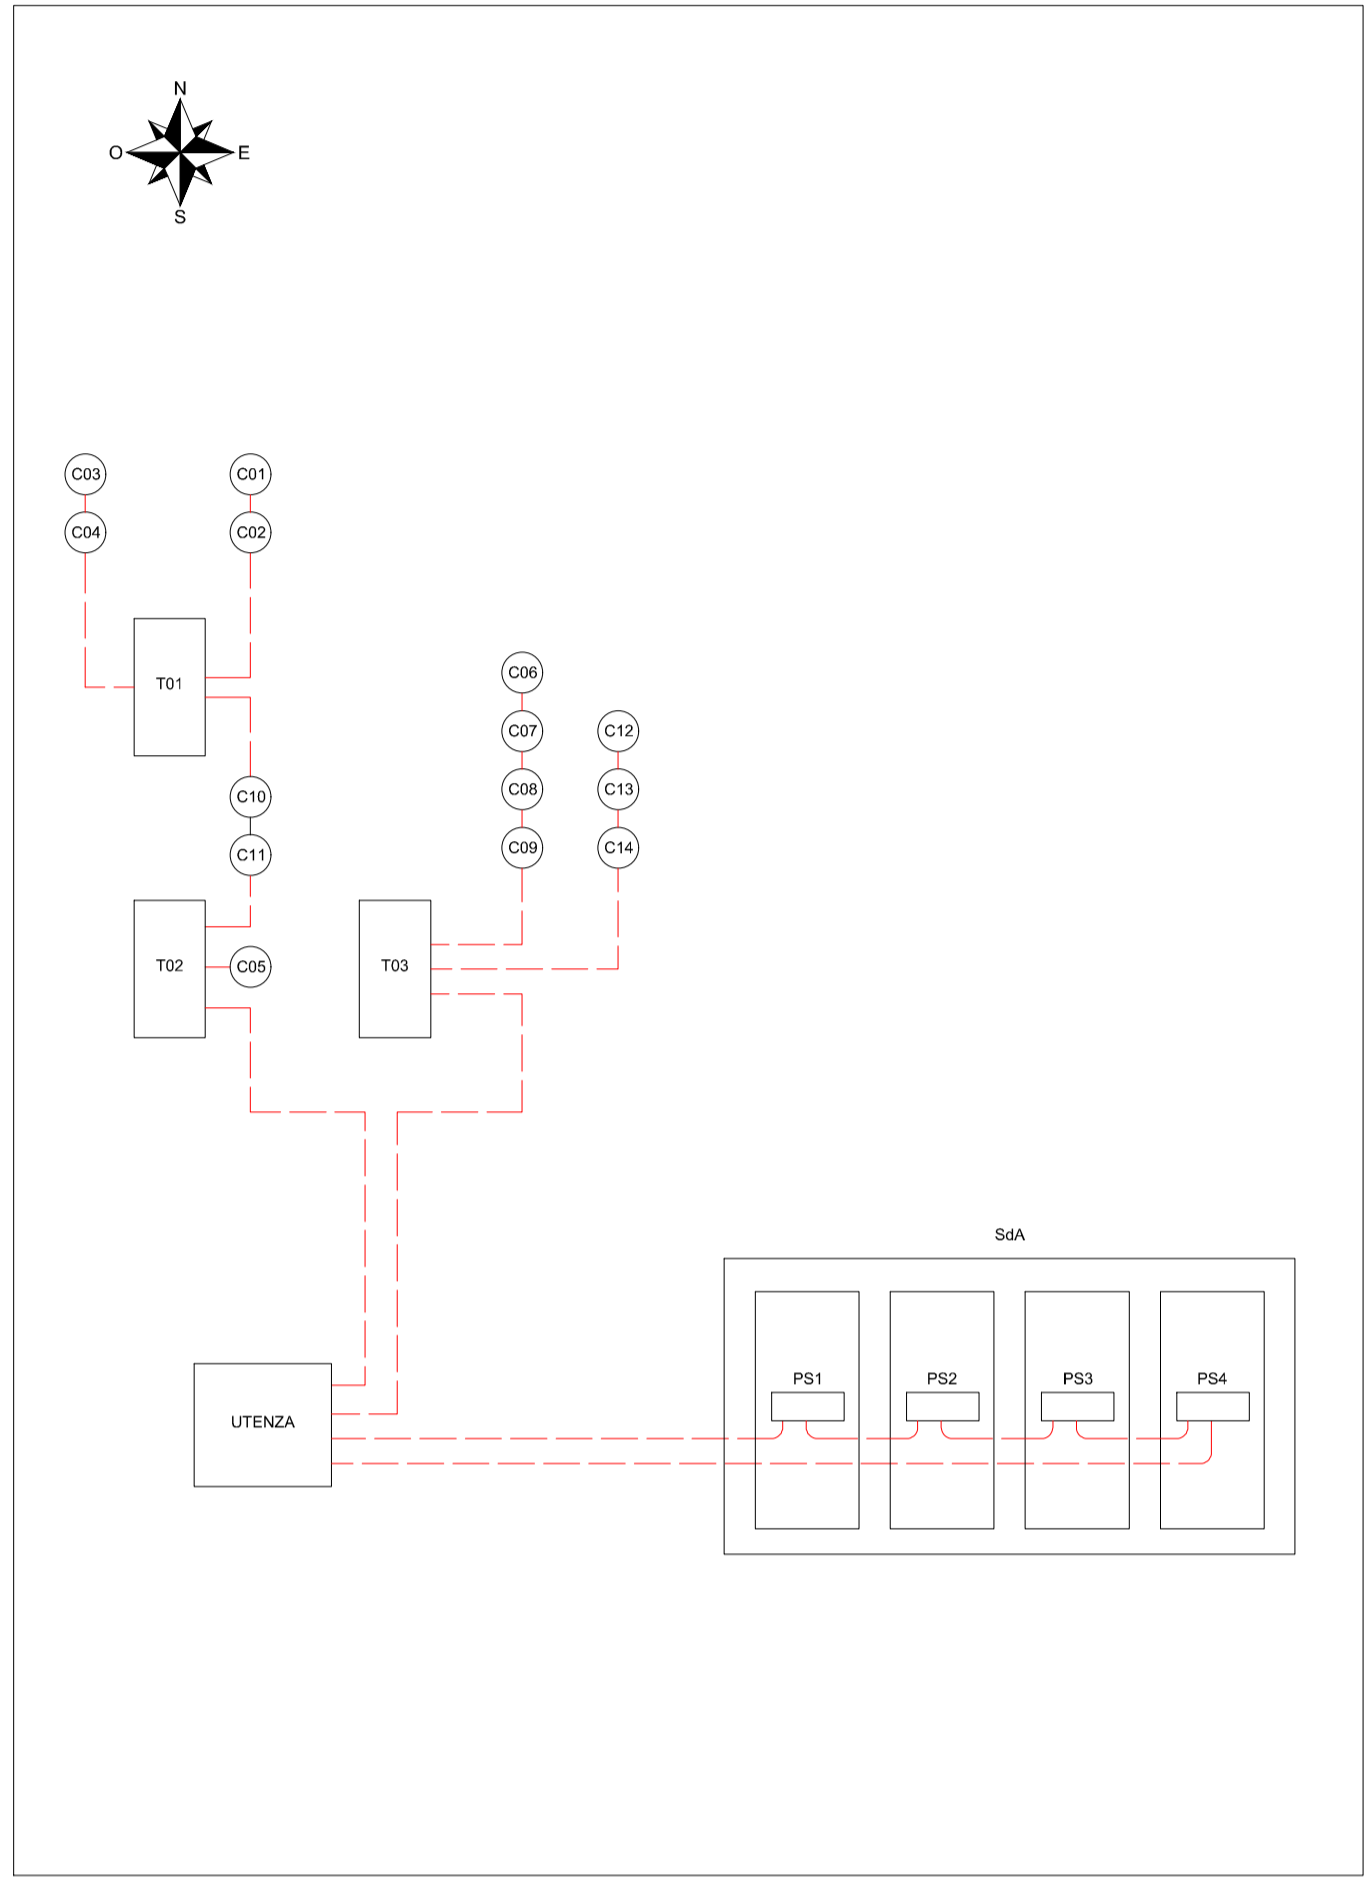 N
O E
S
C03 C01
C04 C02
T01
C06
C07 C12
C10 C08 C13
C11 C09 C14
T02 C05 T03
SdA
PS1 PS2 PS3 PS4
UTENZA